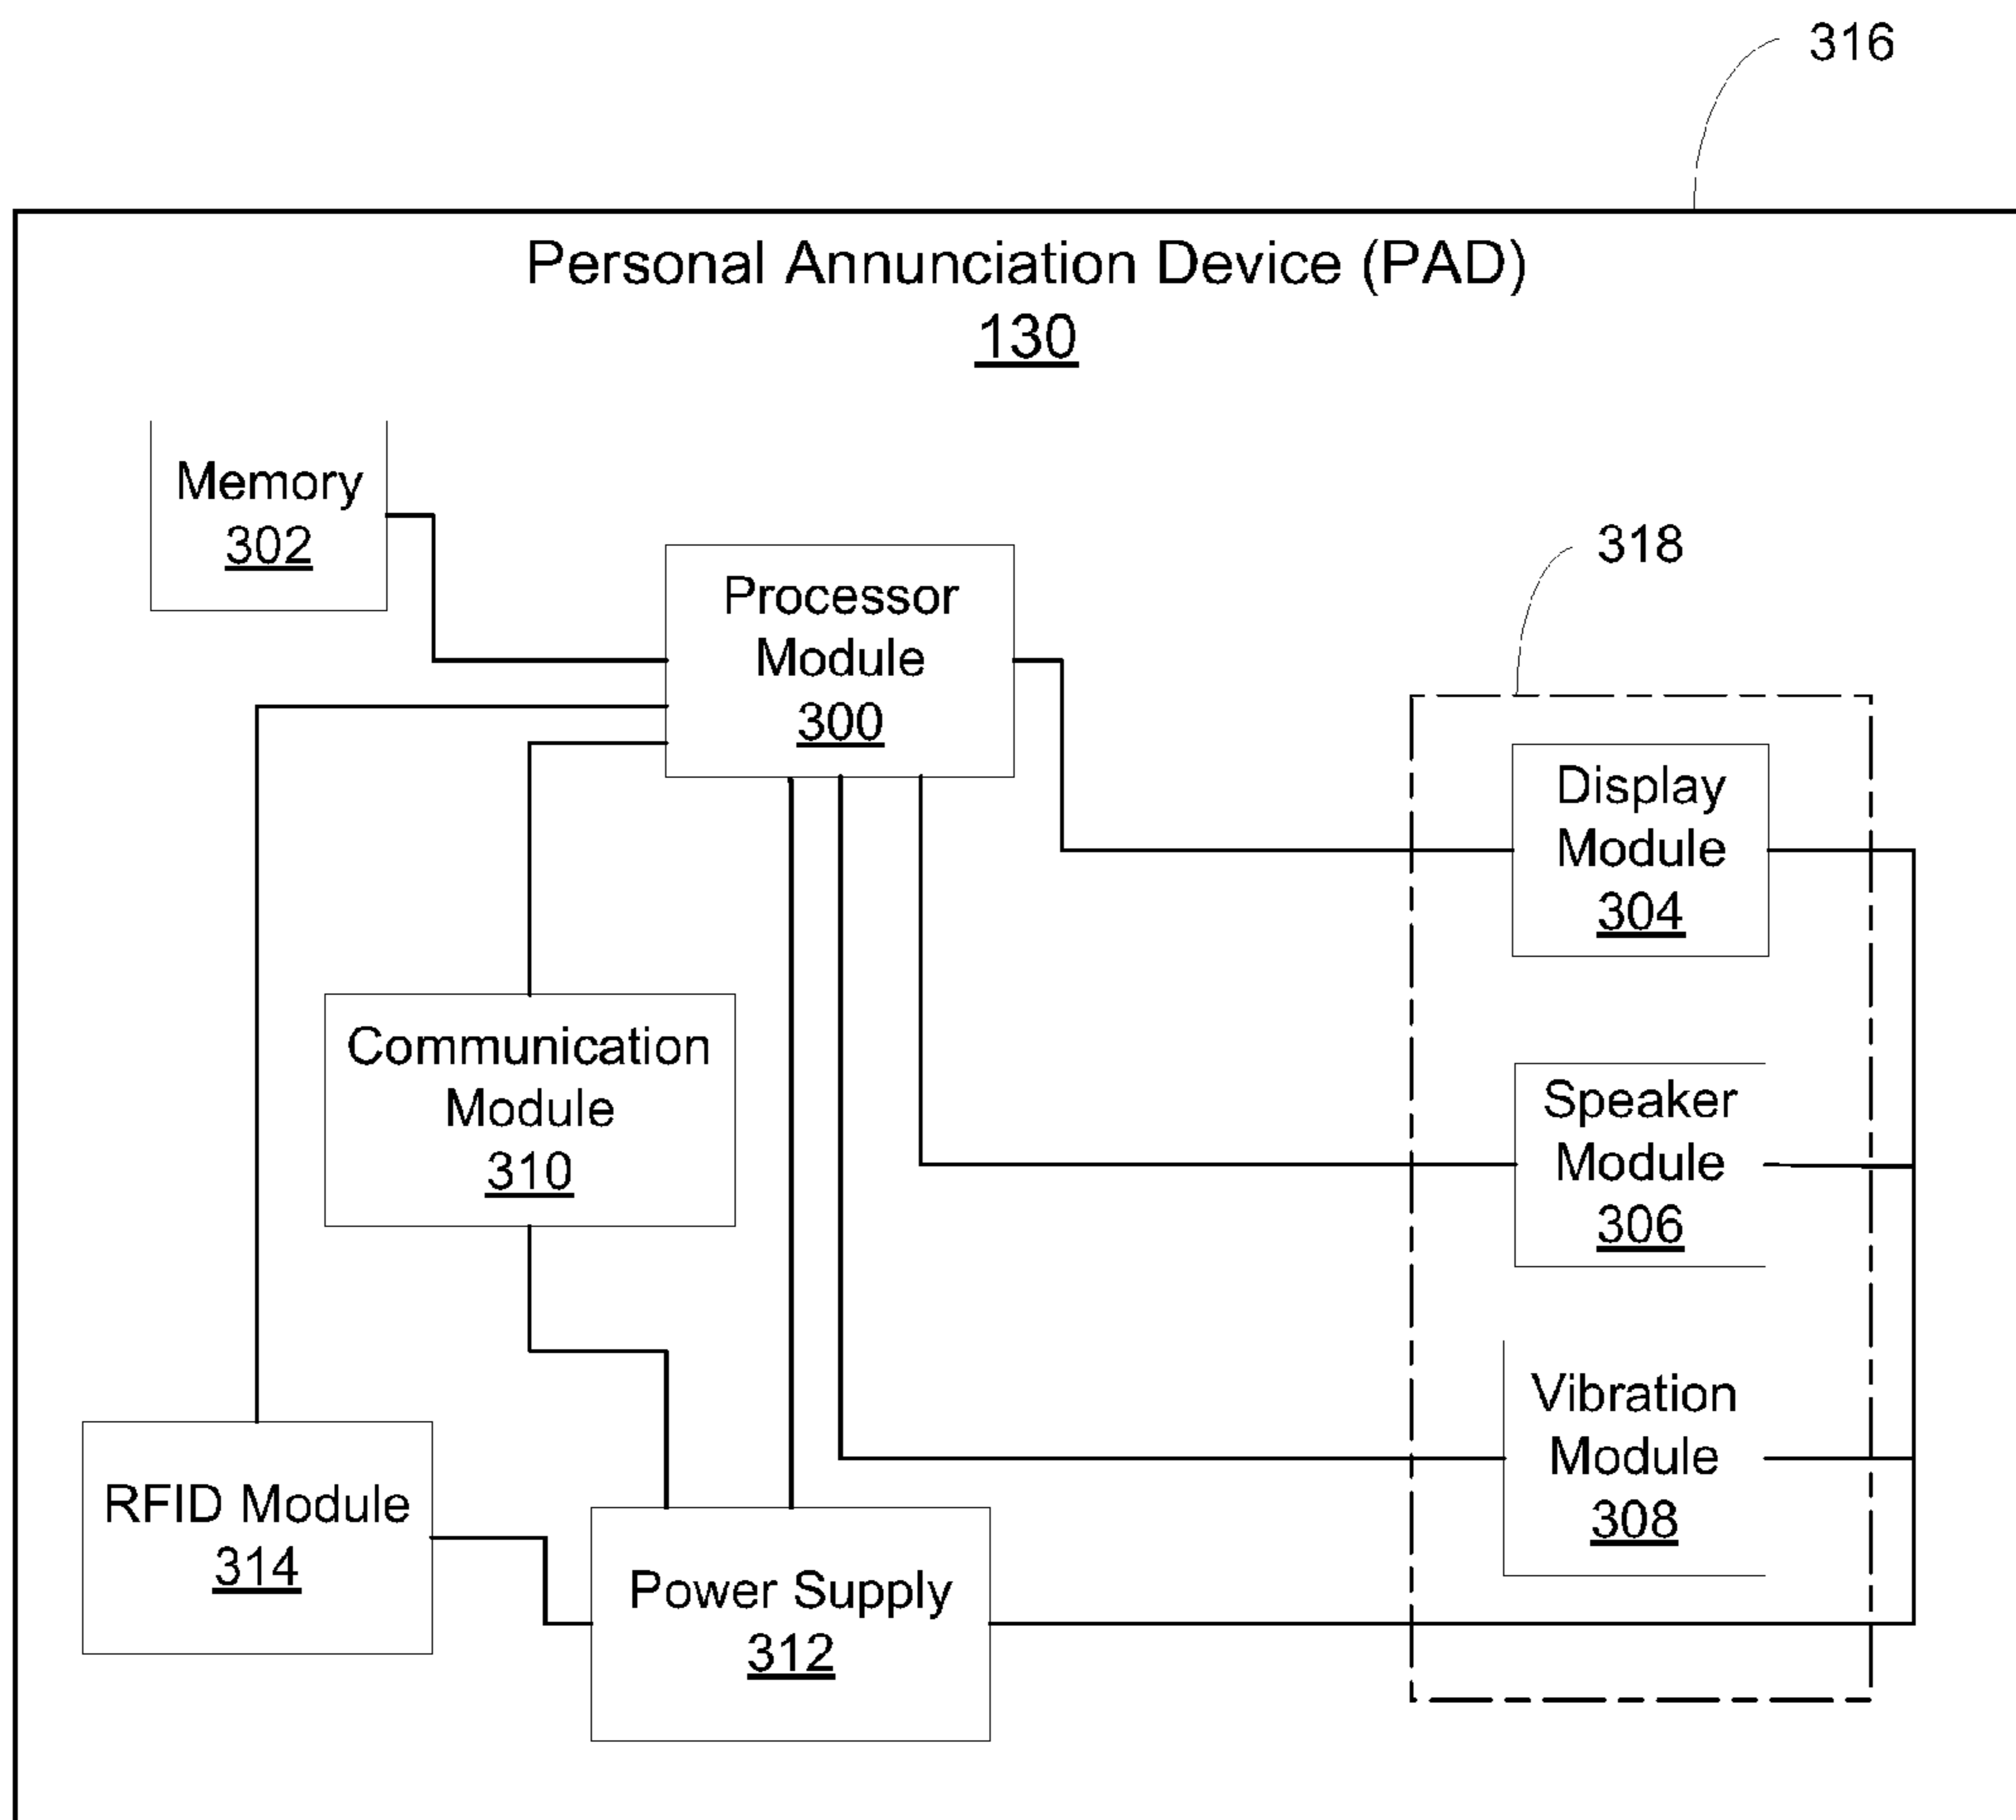 316
Personal Annunciation Device (PAD)
130
Memory
302
Processor
Module
300
318
Display
Module
304
Communication
Module
310
Speaker
Module
306
Vibration
Module
308
RFID Module
314
Power Supply
312